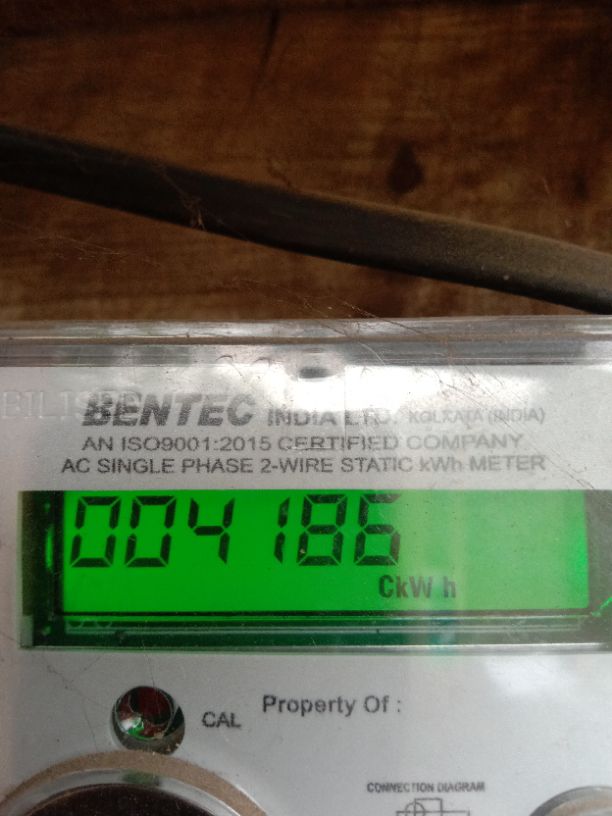 BENTEC INDIA LTD. KOLKATA (INDIA)
AN ISO9001:2015 CERTIFIED COMPANY
AC SINGLE PHASE 2-WIRE STATIC kWh METER
004186
CkW h
CAL
Property Of :
CONNECTION DIAGRAM